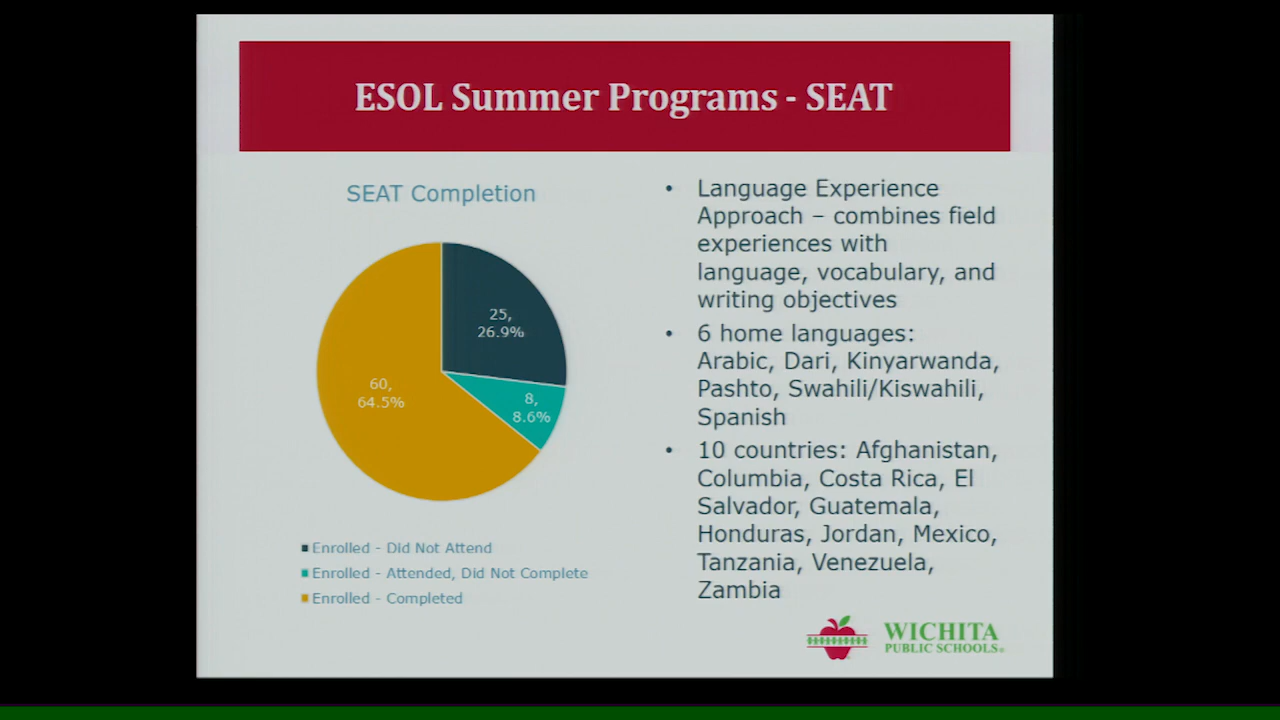 ESOL Summer Programs - SEAT
SEAT Completion
25,
26.9%
60,
64.5%
8,
8.6%
Enrolled - Did Not Attend
Enrolled - Attended, Did Not Complete
Enrolled - Completed
• Language Experience
Approach – combines field
experiences with
language, vocabulary, and
writing objectives
• 6 home languages:
Arabic, Dari, Kinyarwanda,
Pashto, Swahili/Kiswahili,
Spanish
• 10 countries: Afghanistan,
Columbia, Costa Rica, El
Salvador, Guatemala,
Honduras, Jordan, Mexico,
Tanzania, Venezuela,
Zambia
WICHITA
PUBLIC SCHOOLS®